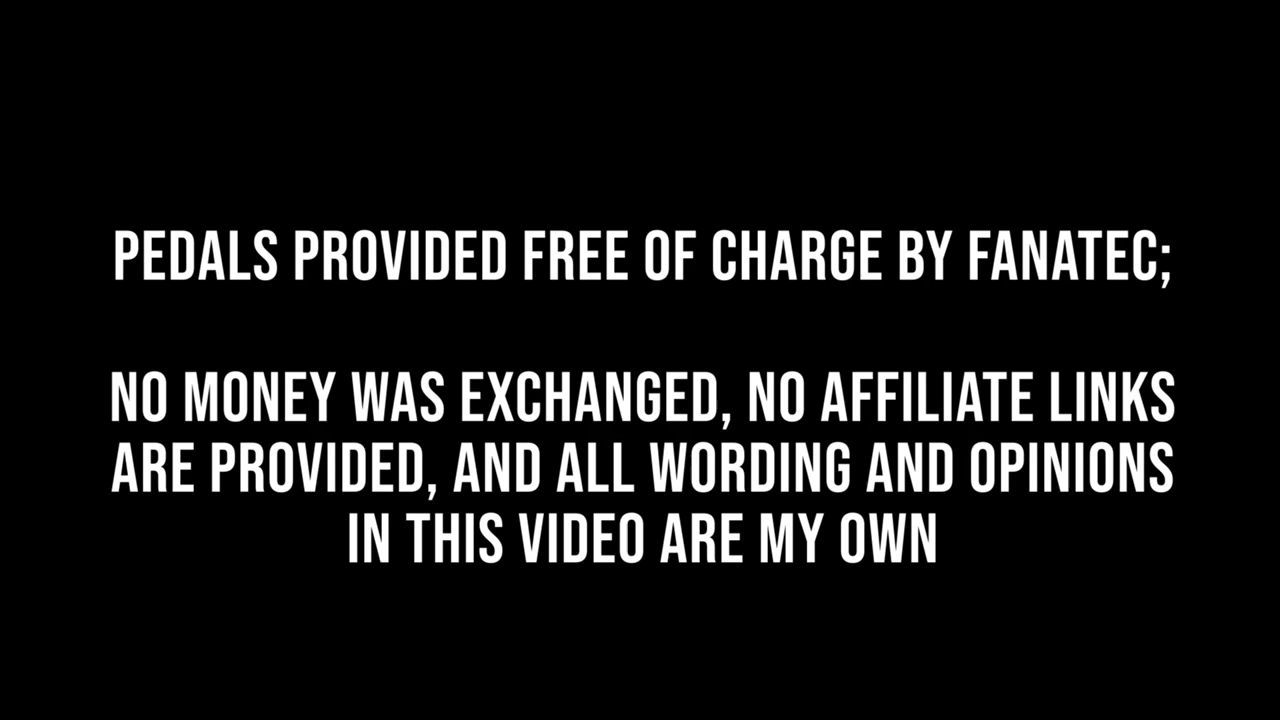 PEDALS PROVIDED FREE OF CHARGE BY FANATEC;
NO MONEY WAS EXCHANGED, NO AFFILIATE LINKS
ARE PROVIDED, AND ALL WORDING AND OPINIONS
IN THIS VIDEO ARE MY OWN